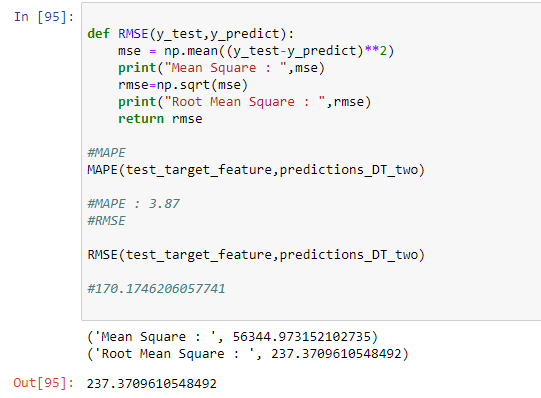 In [95]:
def RMSE(y_test,y_predict):
    mse = np.mean((y_test-y_predict)**2)
    print("Mean Square : ",mse)
    rmse=np.sqrt(mse)
    print("Root Mean Square : ",rmse)
    return rmse
#MAPE
MAPE(test_target_feature,predictions_DT_two)
#MAPE : 3.87
#RMSE
RMSE(test_target_feature,predictions_DT_two)
#170.1746206057741
('Mean Square : ', 56344.973152102735)
('Root Mean Square : ', 237.3709610548492)
Out[95]: 237.3709610548492